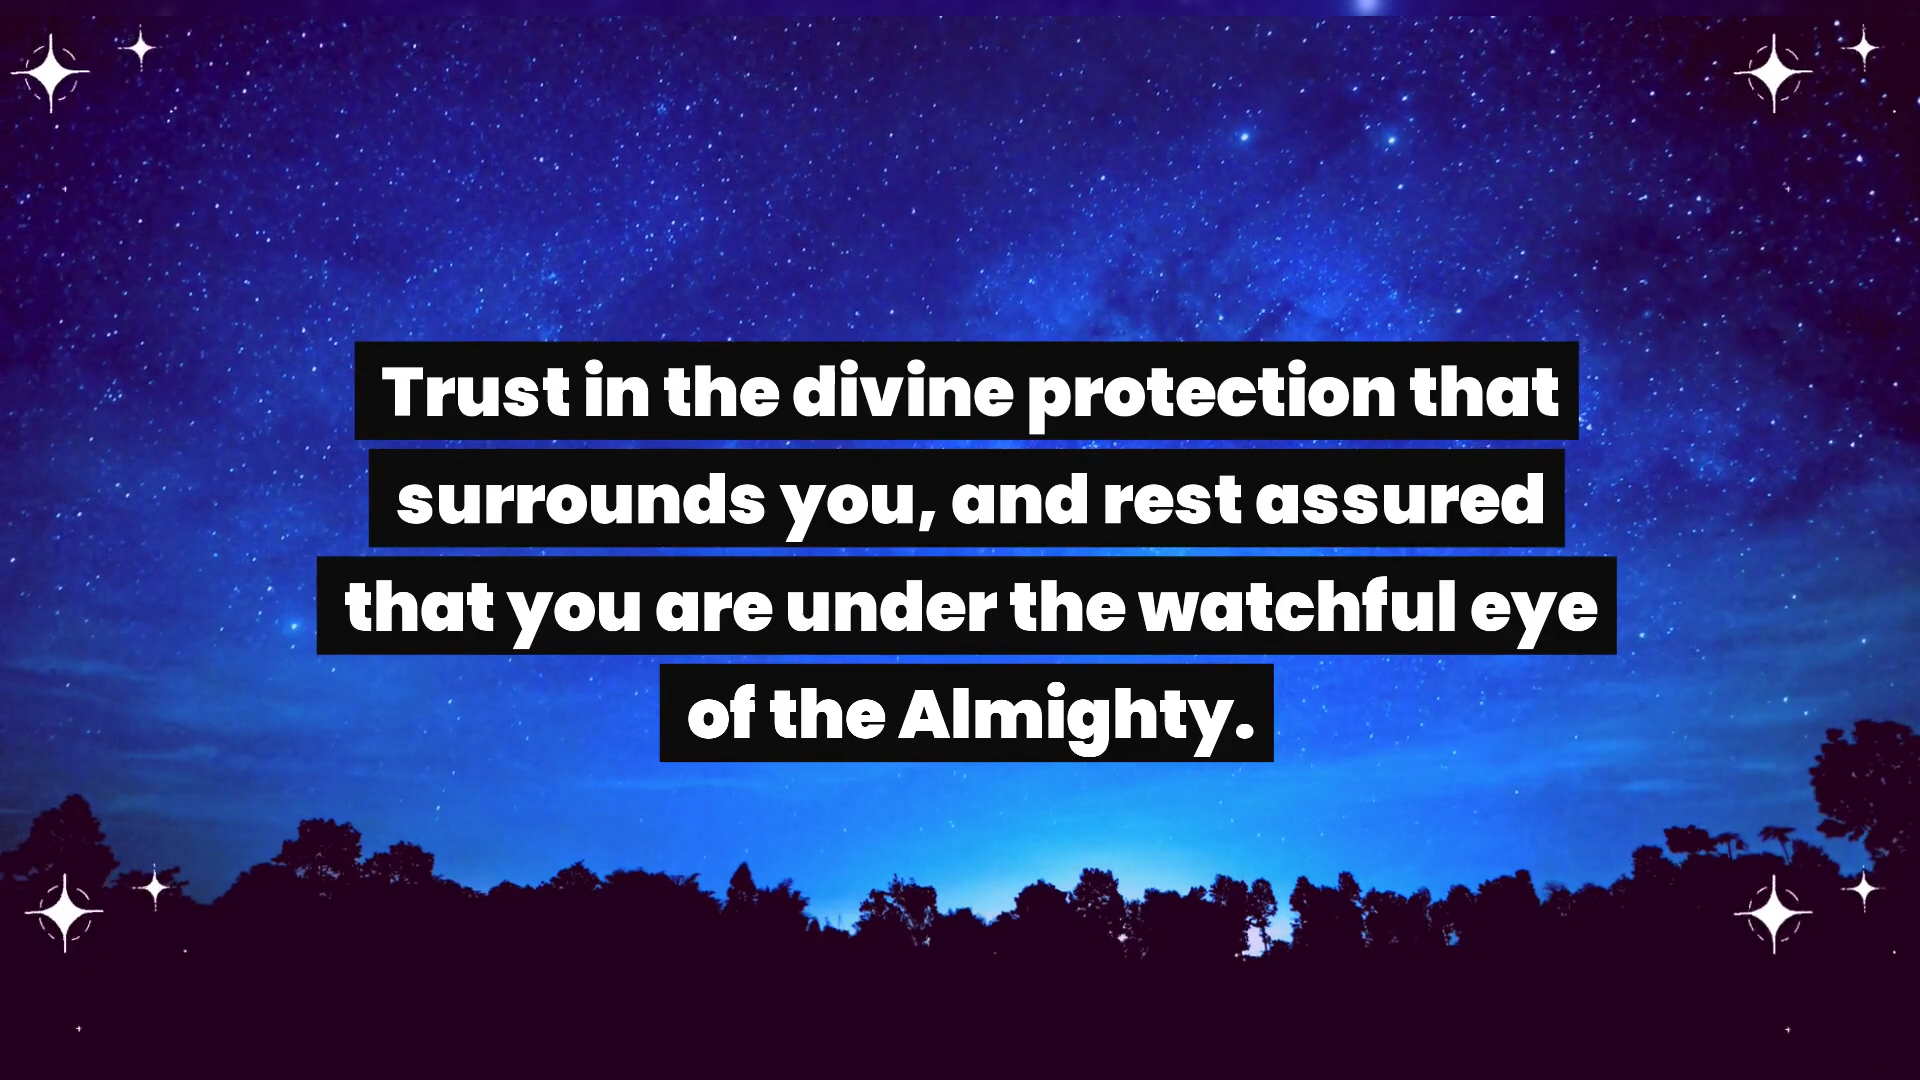 Trust in the divine protection that
surrounds you, and rest assured
that you are under the watchful eye
of the Almighty.